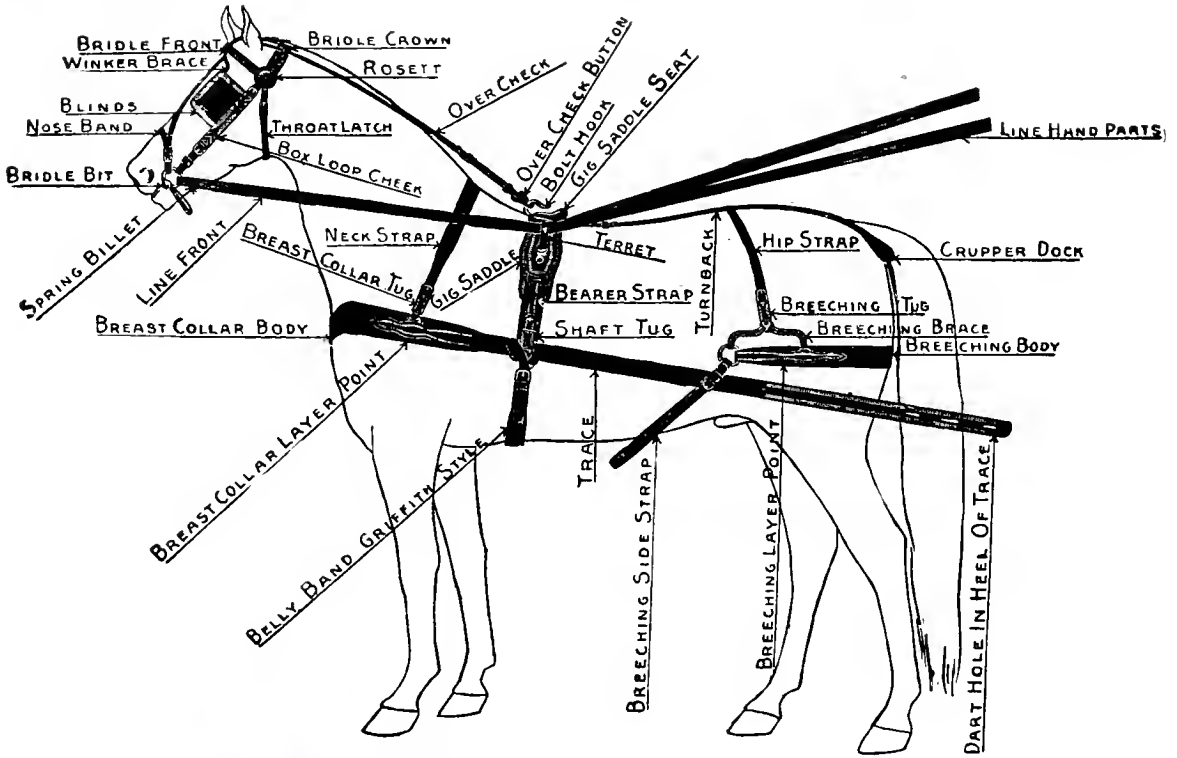 BRIDLE FRONT
BRIDLE CROWN
WINKER BRACE
ROSETT
BLINDS
NOSE BAND
THROAT LATCH
BOX LOOP CHEEK
BRIDLE BIT
SPRING BILLET
LINE FRONT
OVER CHECK
OVER CHECK BUTTON
BOLT HOOK
GIG SADDLE SEAT
LINE HAND PARTS
NECK STRAP
BREAST COLLAR TUG
GIG SADDLE
TERRET
TURNBACK
HIP STRAP
CRUPPER DOCK
BEARER STRAP
BREECHING TUG
BREAST COLLAR BODY
SHAFT TUG
BREECHING BRACE
BREECHING BODY
BREAST COLLAR LAYER POINT
BELLY BAND GRIFFITH STYLE
TRACE
BREECHING SIDE STRAP
BREECHING LAYER POINT
DART HOLE IN HEEL OF TRACE